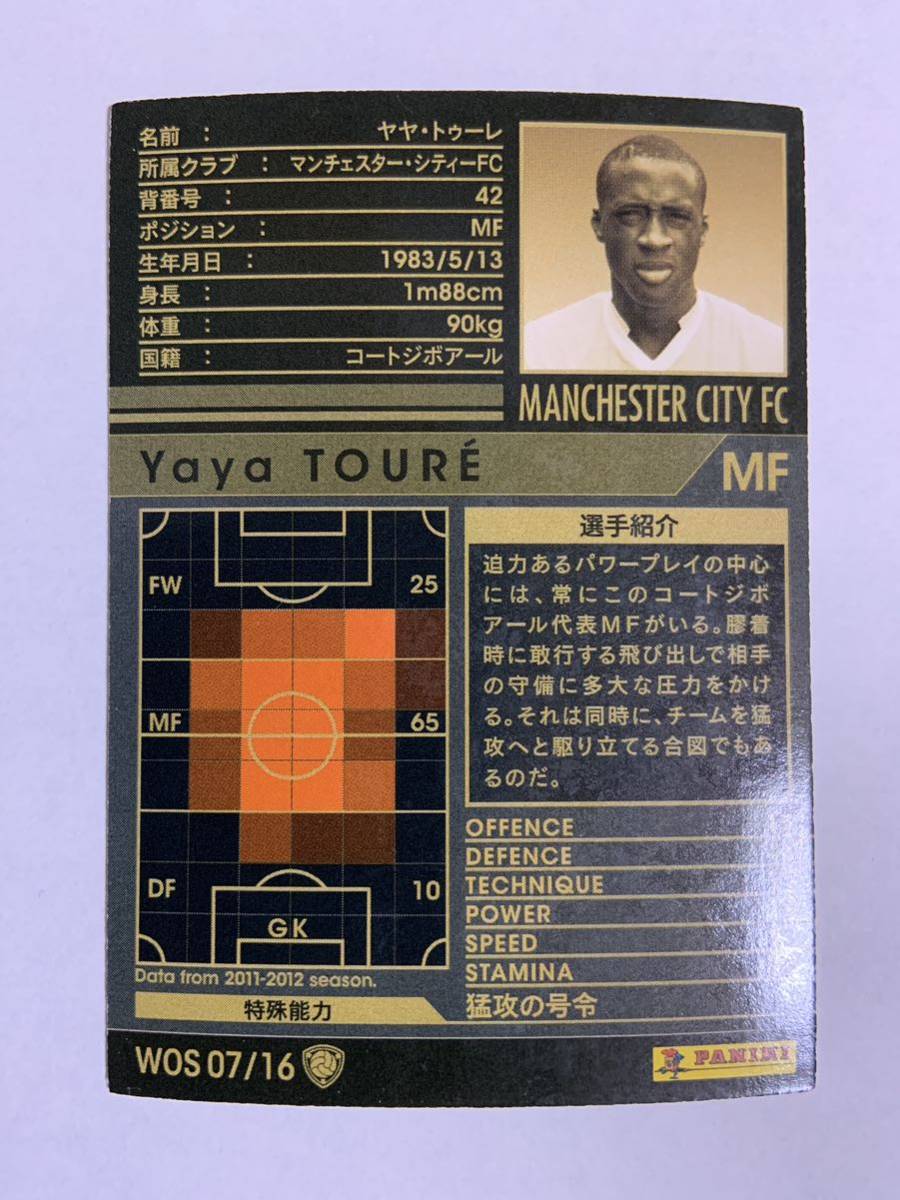 名前 : ヤヤ・トゥーレ
所属クラブ : マンチェスター・シティーFC
背番号 : 42
ポジション : MF
生年月日 : 1983/5/13
身長 : 1m88cm
体重 : 90kg
国籍 : コートジボアール
MANCHESTER CITY FC
Yaya TOURÉ MF
FW 25
MF 65
DF 10
GK
Data from 2011-2012 season.
選手紹介
迫力あるパワープレイの中心
には、常にこのコートジボ
アール代表MFがいる。膠着
時に敢行する飛び出しで相手
の守備に多大な圧力をかけ
る。それは同時に、チームを猛
攻へと駆り立てる合図でもあ
るのだ。
OFFENCE
DEFENCE
TECHNIQUE
POWER
SPEED
STAMINA
特殊能力 猛攻の号令
WOS 07/16
PANINI